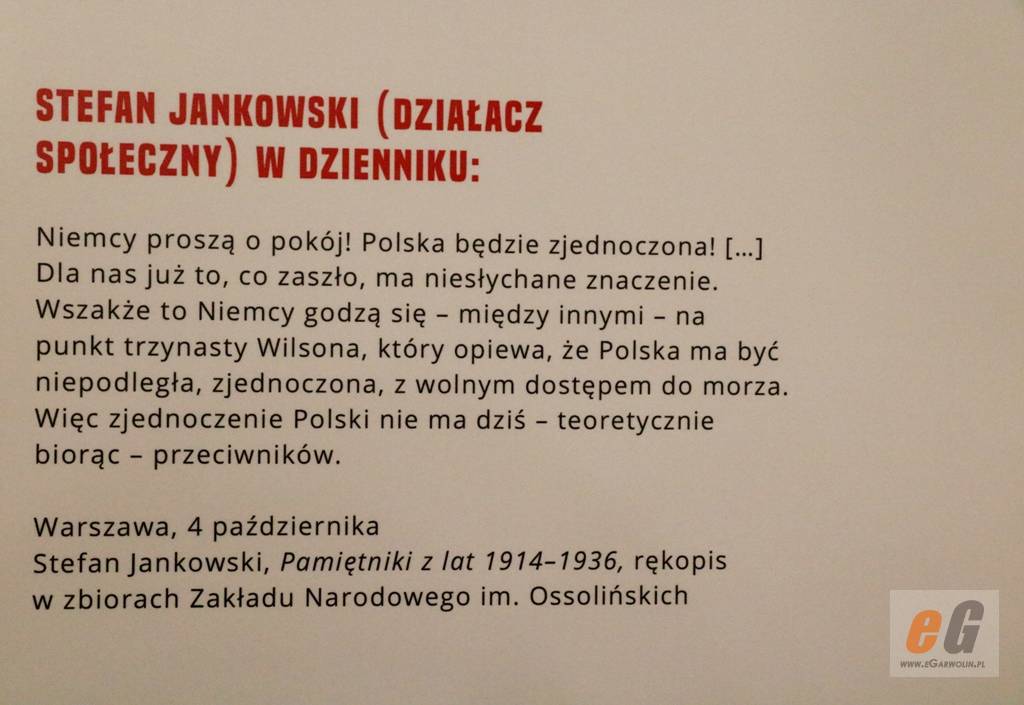 STEFAN JANKOWSKI (DZIAŁACZ
SPOŁECZNY) W DZIENNIKU:
Niemcy proszą o pokój! Polska będzie zjednoczona! [...]
Dla nas już to, co zaszło, ma niesłychane znaczenie.
Wszakże to Niemcy godzą się – między innymi – na
punkt trzynasty Wilsona, który opiewa, że Polska ma być
niepodległa, zjednoczona, z wolnym dostępem do morza.
Więc zjednoczenie Polski nie ma dziś – teoretycznie
biorąc – przeciwników.
Warszawa, 4 października
Stefan Jankowski, Pamiętniki z lat 1914–1936, rękopis
w zbiorach Zakładu Narodowego im. Ossolińskich
eG
www.eGarwolin.pl